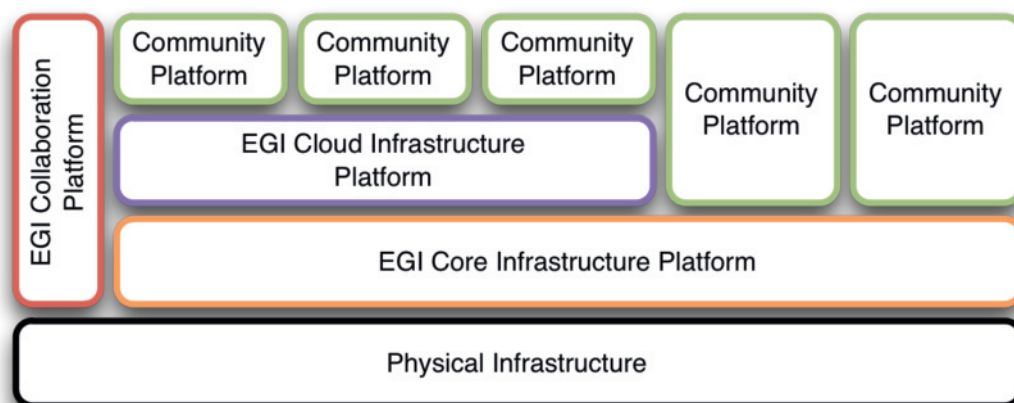 EGI Collaboration
Platform
Community
Platform
Community
Platform
Community
Platform
Community
Platform
Community
Platform
EGI Cloud Infrastructure
Platform
EGI Core Infrastructure Platform
Physical Infrastructure